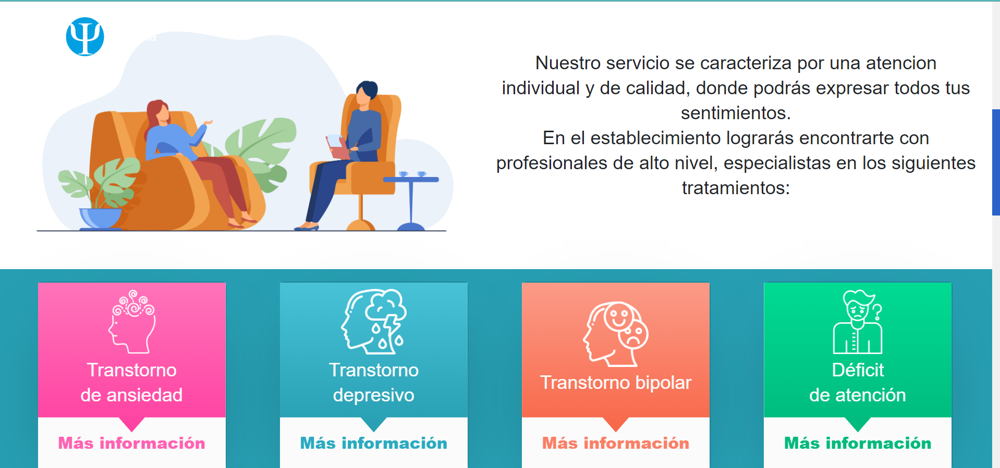 Ψ
Nuestro servicio se caracteriza por una atencion
individual y de calidad, donde podrás expresar todos tus
sentimientos.
En el establecimiento lograrás encontrarte con
profesionales de alto nivel, especialistas en los siguientes
tratamientos:
Transtorno
de ansiedad
Más información
Transtorno
depresivo
Más información
Transtorno bipolar
Más información
Déficit
de atención
Más información